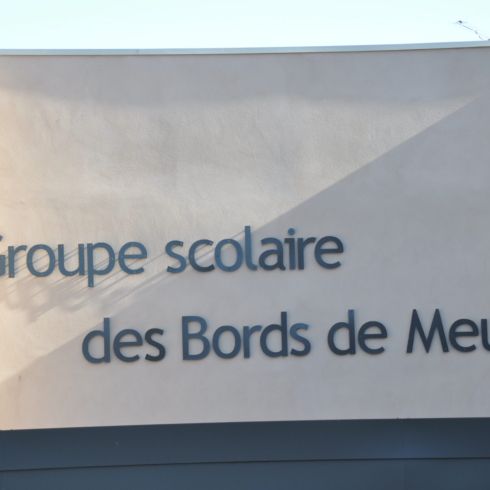 Groupe scolaire
des Bords de Meu